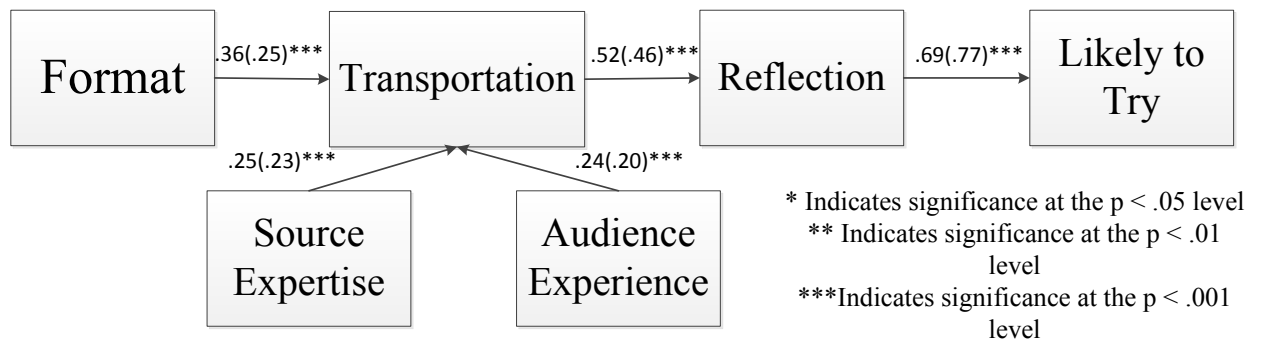 .36(.25)***
.52(.46)***
.69(.77)***
Format
Transportation
Reflection
Likely to
Try
.25(.23)***
.24(.20)***
Source
Expertise
Audience
Experience
* Indicates significance at the p < .05 level
** Indicates significance at the p < .01
level
***Indicates significance at the p < .001
level